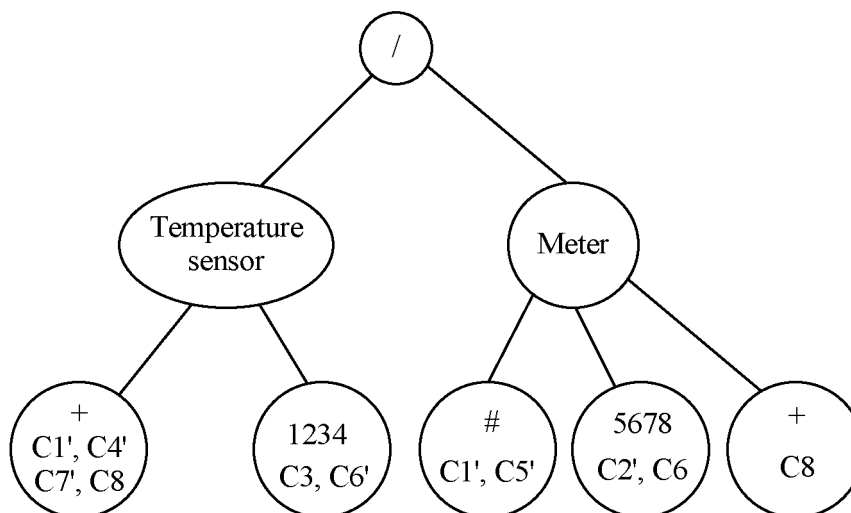 /
Temperature
sensor
Meter
+
C1', C4'
C7', C8
1234
C3, C6'
#
C1', C5'
5678
C2', C6
+
C8